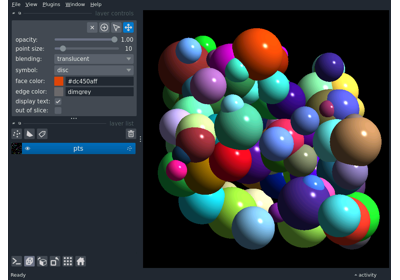 File View Plugins Window Help
layer controls
opacity: 1.00
point size: 10
blending: translucent
symbol: disc
face color: #dc450aff
edge color: dimgrey
display text:
out of slice:
layer list
pts
Ready
activity